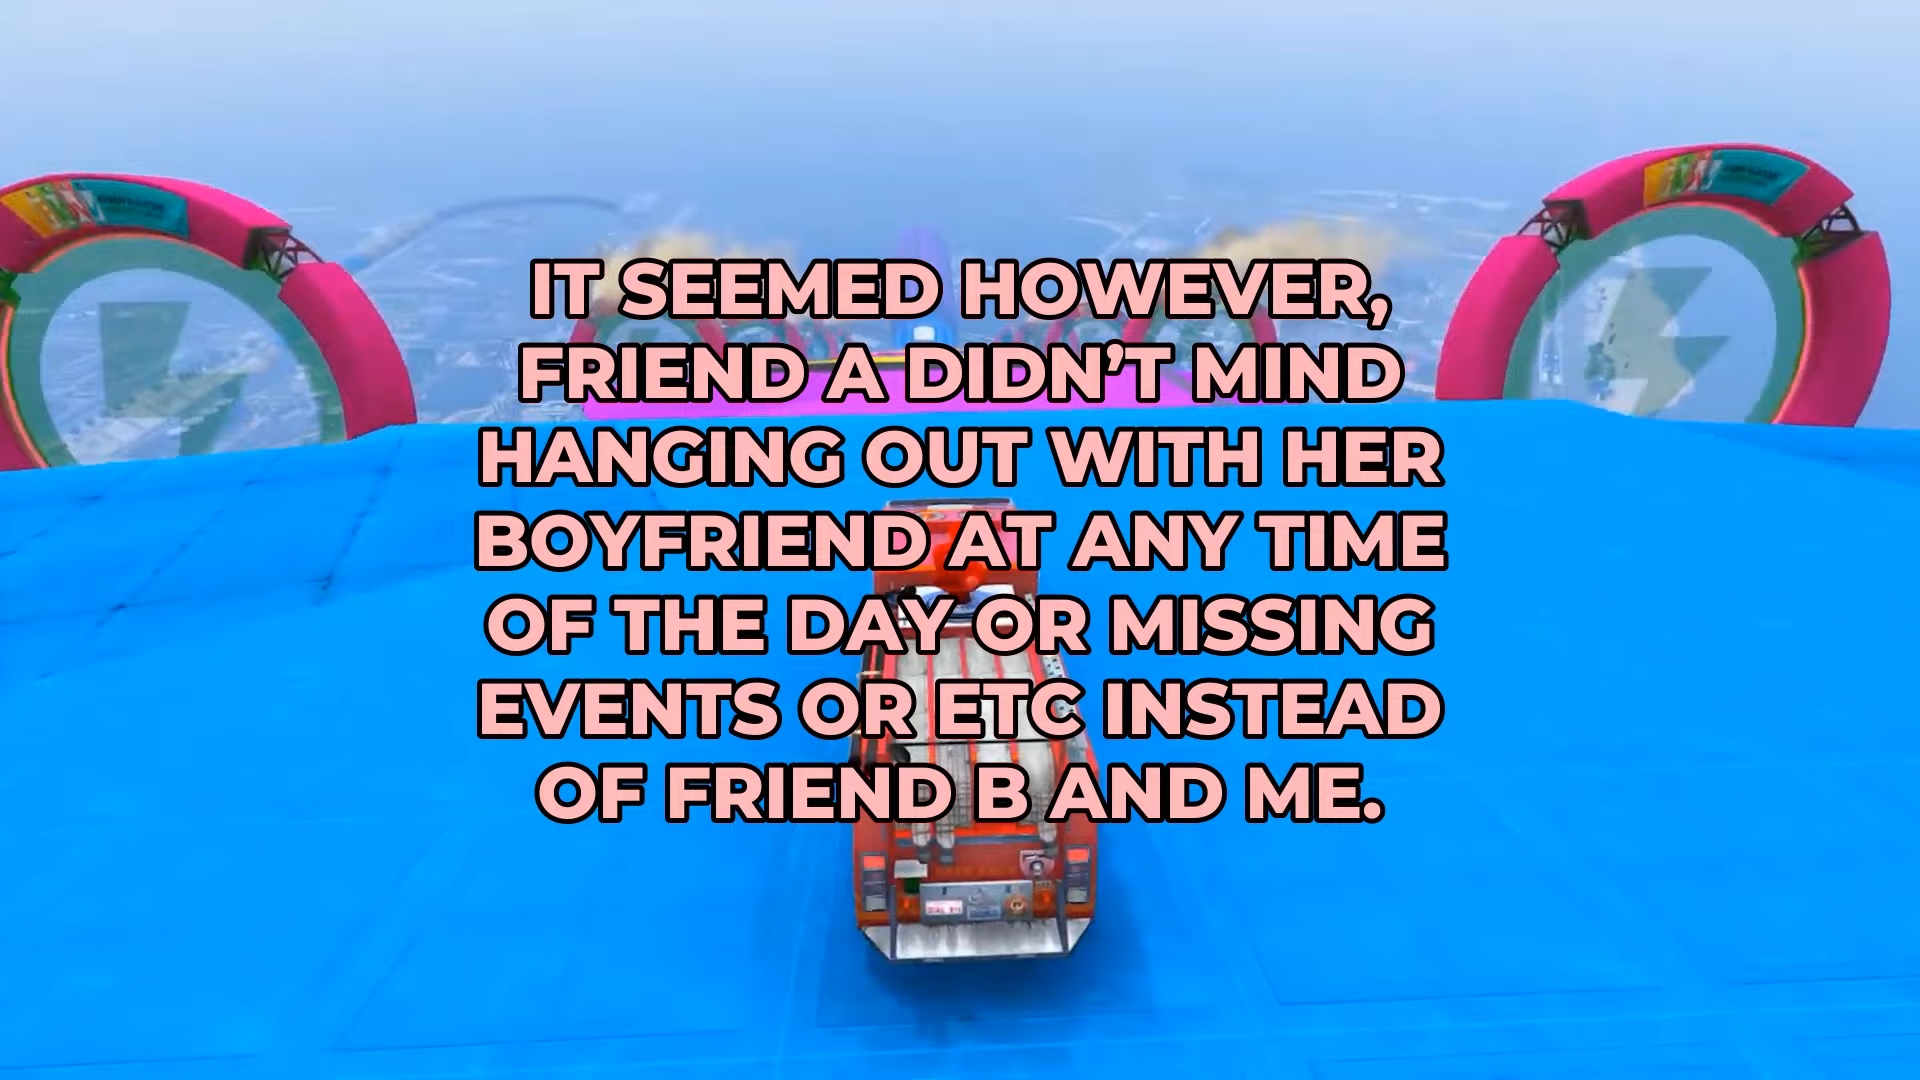 IT SEEMED HOWEVER,
FRIEND A DIDN’T MIND
HANGING OUT WITH HER
BOYFRIEND AT ANY TIME
OF THE DAY OR MISSING
EVENTS OR ETC INSTEAD
OF FRIEND B AND ME.